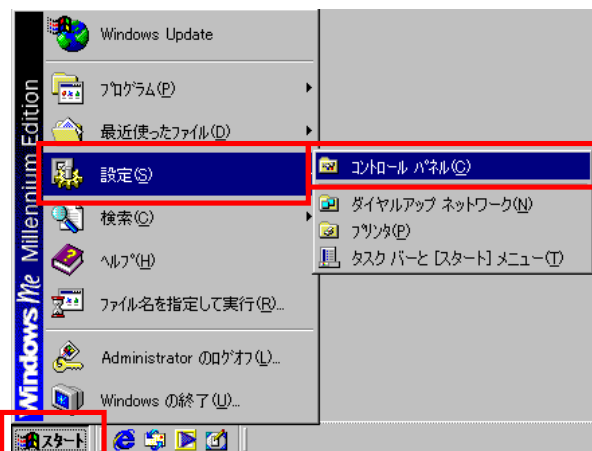 Windows Me Millennium Edition
Windows Update
ﾌﾟﾛｸﾞﾗﾑ(P)
最近使ったファイル(D)
設定(S)
検索(C)
ﾍﾙﾌﾟ(H)
ファイル名を指定して実行(R)...
Administrator のﾛｸﾞｵﾌ(L)...
Windows の終了(U)...
ｺﾝﾄﾛｰﾙ ﾊﾟﾈﾙ(C)
ダイヤルアップ ネットワーク(N)
ﾌﾟﾘﾝﾀ(P)
タスク バーと [スタート] メニュー(T)
ｽﾀｰﾄ